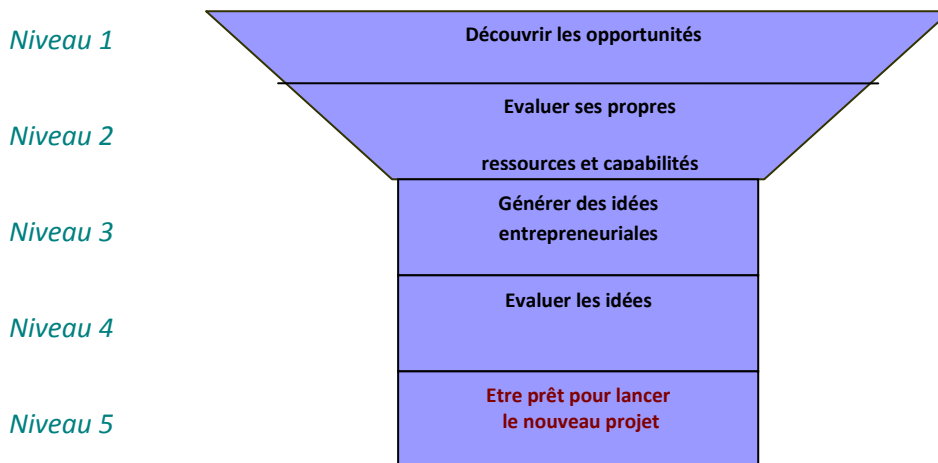 Niveau 1
Découvrir les opportunités
Niveau 2
Evaluer ses propres
ressources et capabilités
Niveau 3
Générer des idées
entrepreneuriales
Niveau 4
Evaluer les idées
Niveau 5
Etre prêt pour lancer
le nouveau projet